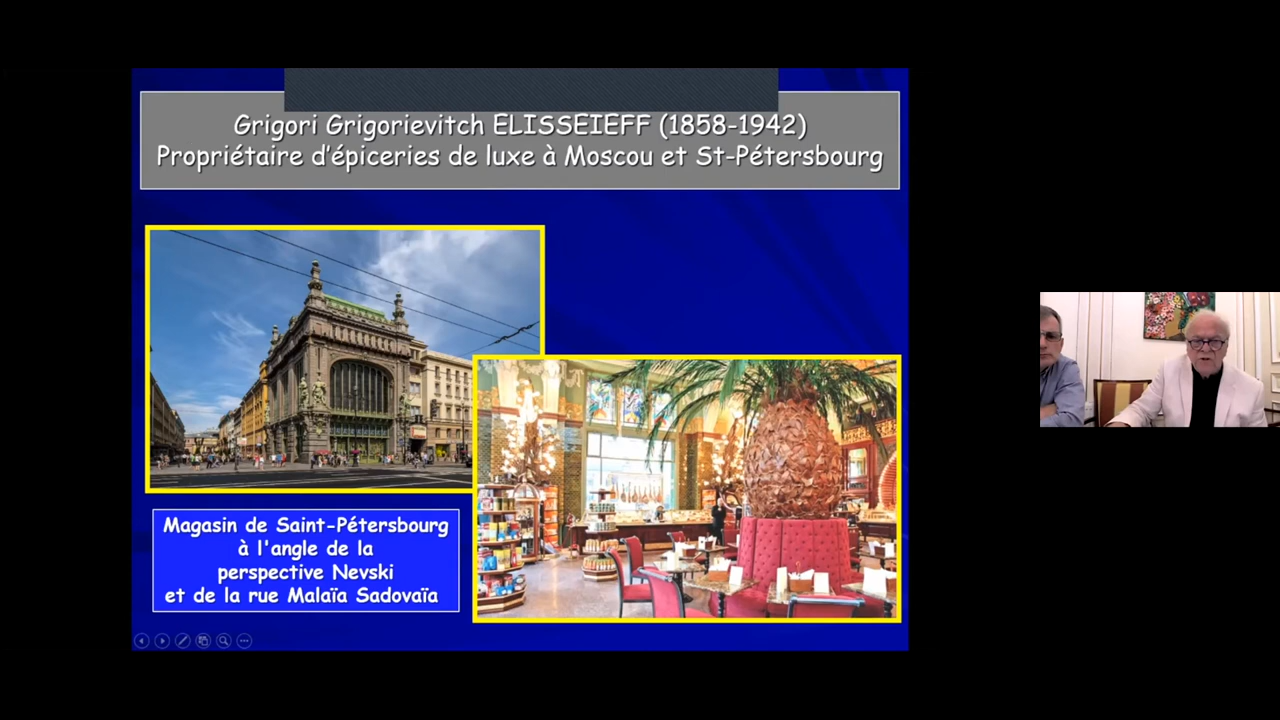 Grigori Grigorievitch ELISSEIEFF (1858-1942)
Propriétaire d'épiceries de luxe à Moscou et St-Pétersbourg
Magasin de Saint-Pétersbourg
à l'angle de la
perspective Nevski
et de la rue Malaïa Sadovaïa